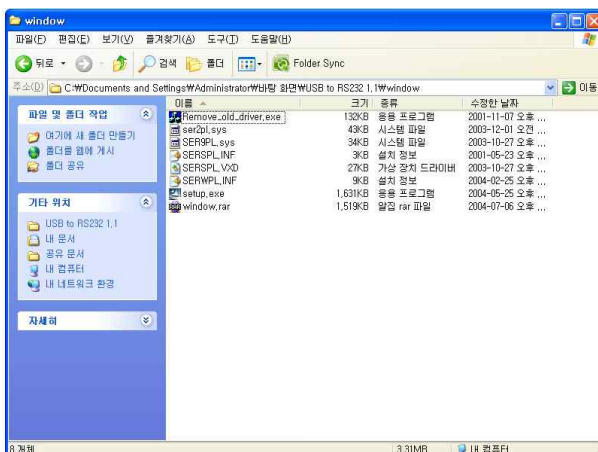 window
파일(F) 편집(E) 보기(V) 즐겨찾기(A) 도구(T) 도움말(H)
뒤로 검색 폴더 Folder Sync
주소(D) C:₩Documents and Settings₩Administrator₩바탕 화면₩USB to RS232 1,1₩window 이동
파일 및 폴더 작업
여기에 새 폴더 만들기
폴더를 웹에 게시
폴더 공유
기타 위치
USB to RS232 1,1
내 문서
공유 문서
내 컴퓨터
내 네트워크 환경
자세히
이름 크기 종류 수정한 날짜
Remove_old_driver,exe 132KB 응용 프로그램 2001-11-07 오후 ...
ser2pl,sys 43KB 시스템 파일 2003-12-01 오전 ...
SER9PL,sys 34KB 시스템 파일 2003-10-27 오후 ...
SERSPL,INF 3KB 설치 정보 2001-05-23 오후 ...
SERSPL,VXD 27KB 가상 장치 드라이버 2003-10-27 오후 ...
SERWPL,INF 9KB 설치 정보 2004-02-25 오후 ...
setup,exe 1,631KB 응용 프로그램 2004-05-25 오후 ...
window,rar 1,519KB 알집 rar 파일 2004-07-06 오후 ...
8 개체 3,31MB 내 컴퓨터